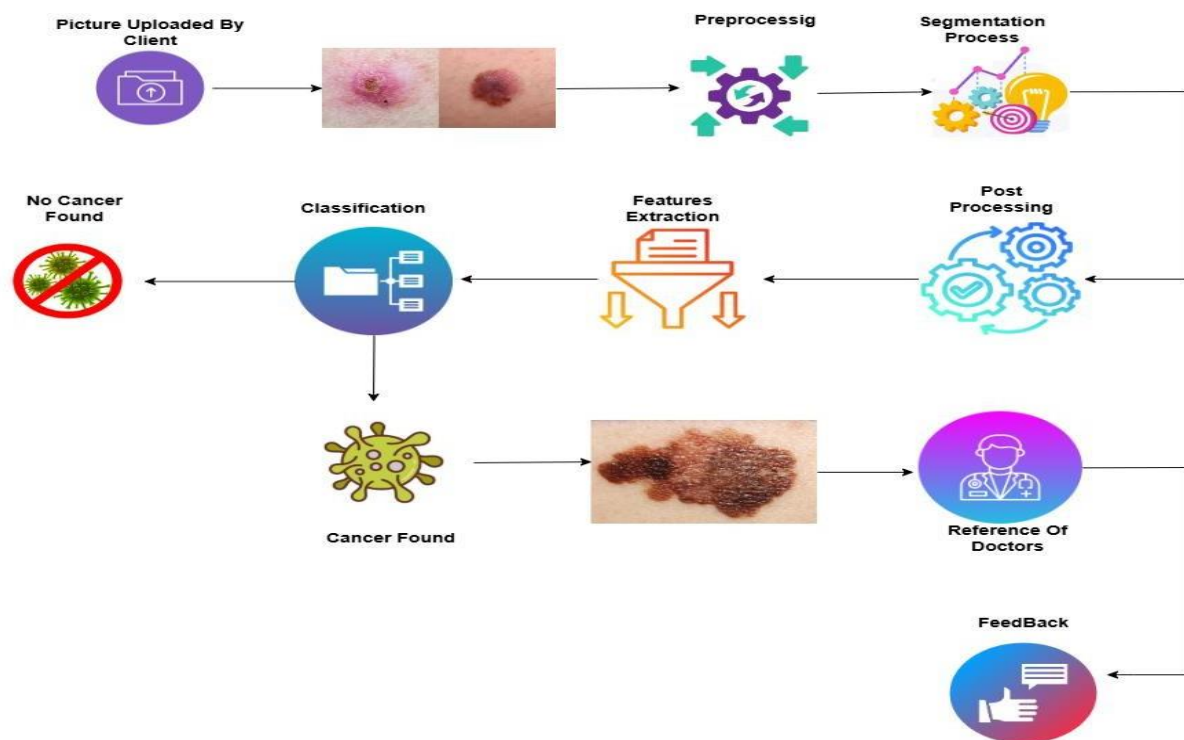 Picture Uploaded By
Client
Preprocessig
Segmentation
Process
No Cancer
Found
Classification
Features
Extraction
Post
Processing
Cancer Found
Reference Of
Doctors
FeedBack